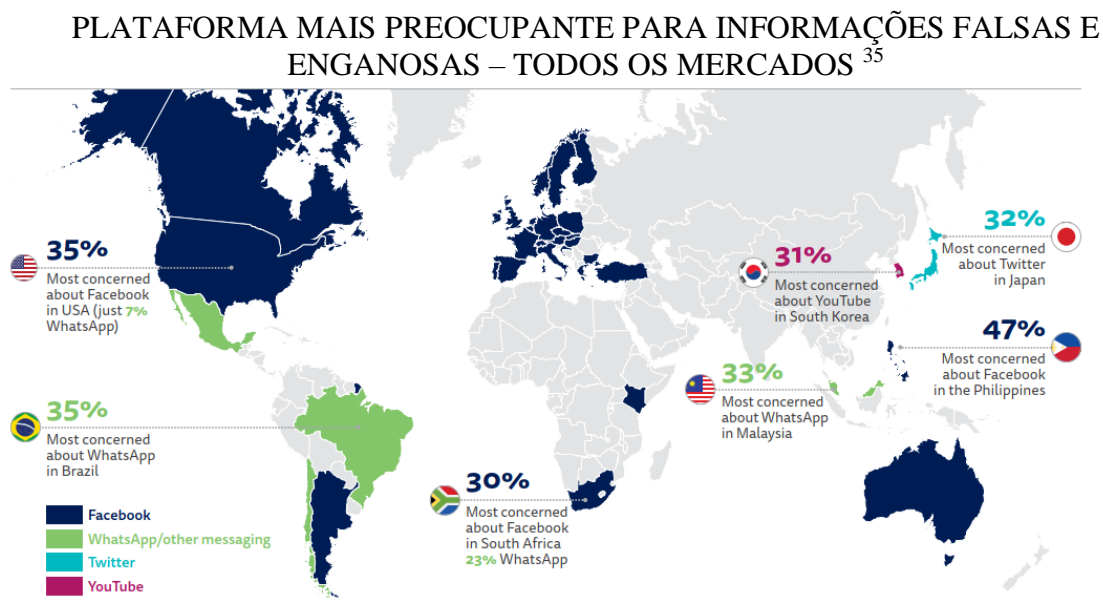 PLATAFORMA MAIS PREOCUPANTE PARA INFORMAÇÕES FALSAS E
ENGANOSAS – TODOS OS MERCADOS 35
35%
Most concerned
about Facebook
in USA (just 7%
WhatsApp)
32%
Most concerned
about Twitter
in Japan
31%
Most concerned
about YouTube
in South Korea
47%
Most concerned
about Facebook
in the Philippines
33%
Most concerned
about WhatsApp
in Malaysia
35%
Most concerned
about WhatsApp
in Brazil
30%
Most concerned
about Facebook
in South Africa
23% WhatsApp
Facebook
WhatsApp/other messaging
Twitter
YouTube